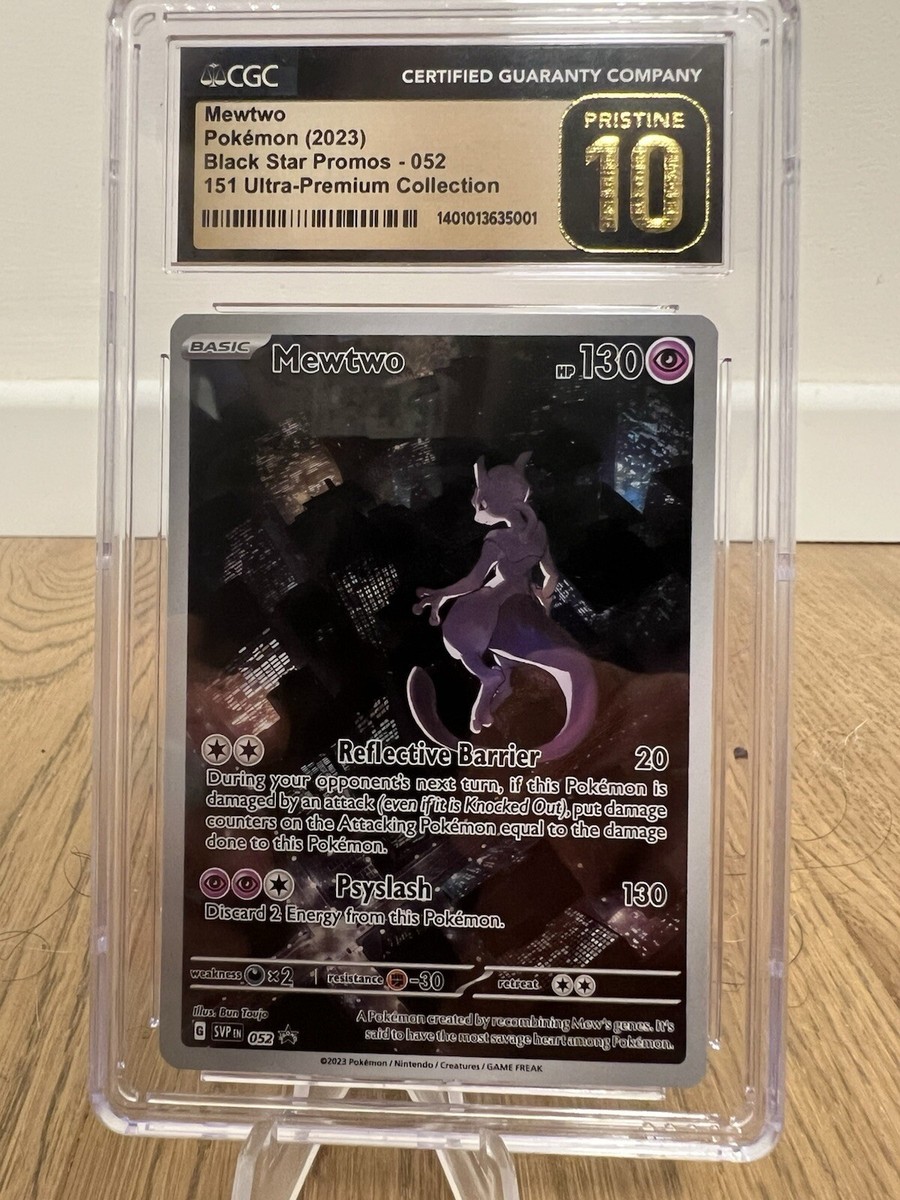 CGC CERTIFIED GUARANTY COMPANY
Mewtwo
Pokémon (2023)
Black Star Promos - 052
151 Ultra-Premium Collection
1401013635001
PRISTINE
10
BASIC Mewtwo HP 130
Reflective Barrier 20
During your opponent's next turn, if this Pokémon is
damaged by an attack (even if it is Knocked Out), put damage
counters on the Attacking Pokémon equal to the damage
done to this Pokémon.
Psyslash 130
Discard 2 Energy from this Pokémon.
weakness ×2 resistance -30 retreat
Illus. Bun Toujo
A Pokémon created by recombining Mew's genes. It's
said to have the most savage heart among Pokémon.
G SVP EN 052
©2023 Pokémon / Nintendo / Creatures / GAME FREAK